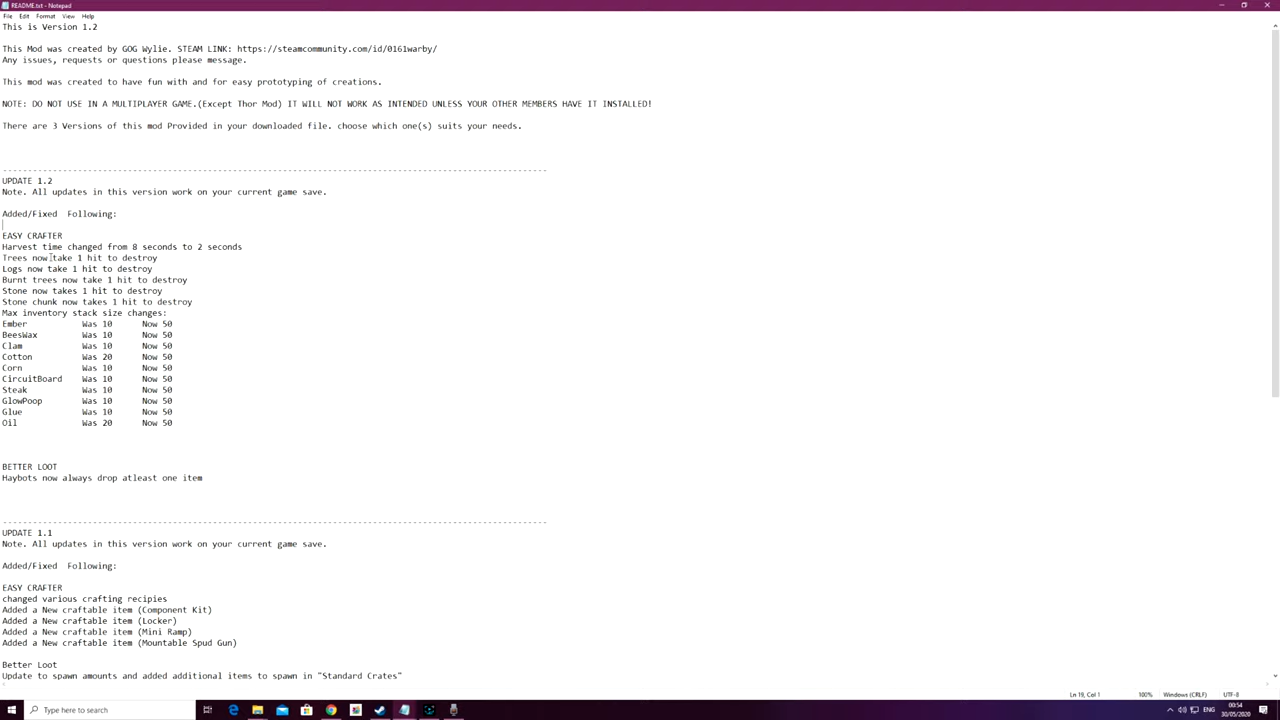 README.txt - Notepad
File Edit Format View Help
This is Version 1.2
This Mod was created by GOG Wylie. STEAM LINK: https://steamcommunity.com/id/0161warby/
Any issues, requests or questions please message.
This mod was created to have fun with and for easy prototyping of creations.
NOTE: DO NOT USE IN A MULTIPLAYER GAME.(Except Thor Mod) IT WILL NOT WORK AS INTENDED UNLESS YOUR OTHER MEMBERS HAVE IT INSTALLED!
There are 3 Versions of this mod Provided in your downloaded file. choose which one(s) suits your needs.
-------------------------------------------------------------------------------------------------------------
UPDATE 1.2
Note. All updates in this version work on your current game save.
Added/Fixed  Following:
EASY CRAFTER
Harvest time changed from 8 seconds to 2 seconds
Trees now take 1 hit to destroy
Logs now take 1 hit to destroy
Burnt trees now take 1 hit to destroy
Stone now takes 1 hit to destroy
Stone chunk now takes 1 hit to destroy
Max inventory stack size changes:
Ember Was 10 Now 50
BeesWax Was 10 Now 50
Clam Was 10 Now 50
Cotton Was 20 Now 50
Corn Was 10 Now 50
CircuitBoard Was 10 Now 50
Steak Was 10 Now 50
GlowPoop Was 10 Now 50
Glue Was 10 Now 50
Oil Was 20 Now 50
BETTER LOOT
Haybots now always drop atleast one item
-------------------------------------------------------------------------------------------------------------
UPDATE 1.1
Note. All updates in this version work on your current game save.
Added/Fixed  Following:
EASY CRAFTER
changed various crafting recipies
Added a New craftable item (Component Kit)
Added a New craftable item (Locker)
Added a New craftable item (Mini Ramp)
Added a New craftable item (Mountable Spud Gun)
Better Loot
Update to spawn amounts and added additional items to spawn in "Standard Crates"
Ln 19, Col 1 100% Windows (CRLF) UTF-8
Type here to search ENG 00:54
30/05/2020